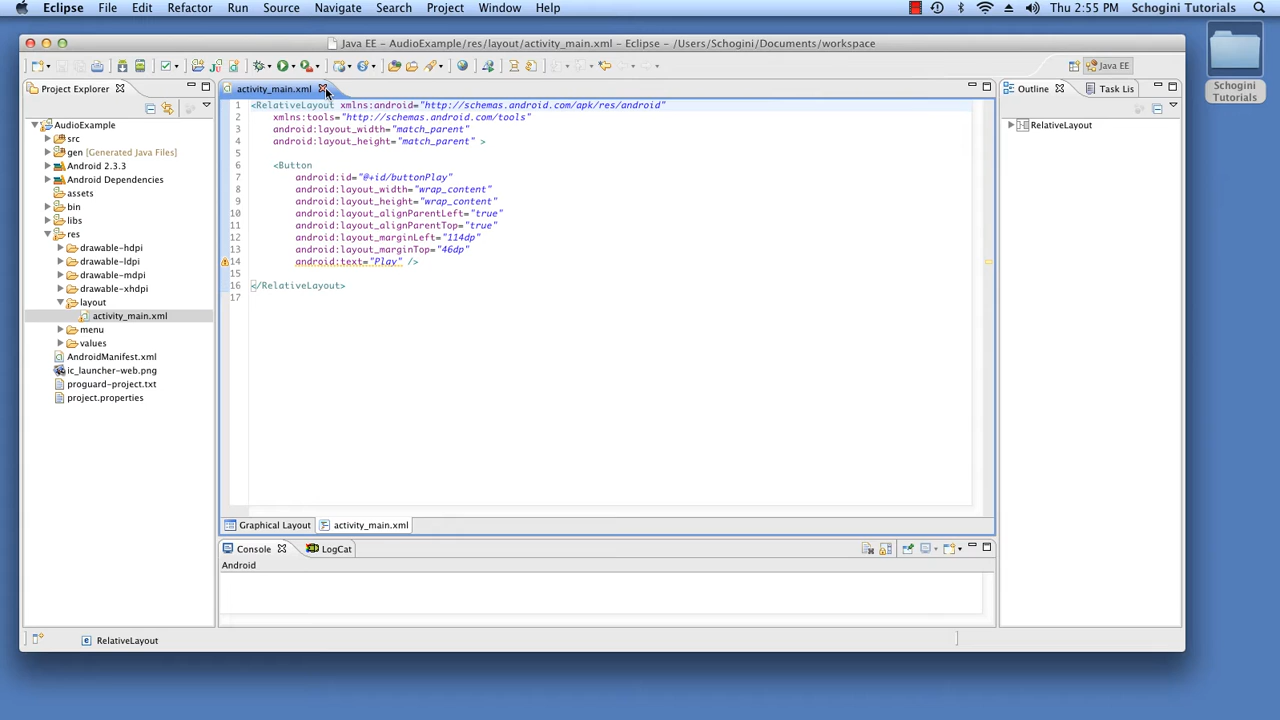 Eclipse File Edit Refactor Run Source Navigate Search Project Window Help Thu 2:55 PM Schogini Tutorials
Java EE - AudioExample/res/layout/activity_main.xml - Eclipse - /Users/Schogini/Documents/workspace
Java EE
Project Explorer
AudioExample
src
gen [Generated Java Files]
Android 2.3.3
Android Dependencies
assets
bin
libs
res
drawable-hdpi
drawable-ldpi
drawable-mdpi
drawable-xhdpi
layout
activity_main.xml
menu
values
AndroidManifest.xml
ic_launcher-web.png
proguard-project.txt
project.properties
activity_main.xml
1 <RelativeLayout xmlns:android="http://schemas.android.com/apk/res/android"
2 xmlns:tools="http://schemas.android.com/tools"
3 android:layout_width="match_parent"
4 android:layout_height="match_parent" >
5
6 <Button
7 android:id="@+id/buttonPlay"
8 android:layout_width="wrap_content"
9 android:layout_height="wrap_content"
10 android:layout_alignParentLeft="true"
11 android:layout_alignParentTop="true"
12 android:layout_marginLeft="114dp"
13 android:layout_marginTop="46dp"
14 android:text="Play" />
15
16 </RelativeLayout>
17
Graphical Layout activity_main.xml
Console LogCat
Android
Outline Task List
RelativeLayout
RelativeLayout
Schogini
Tutorials